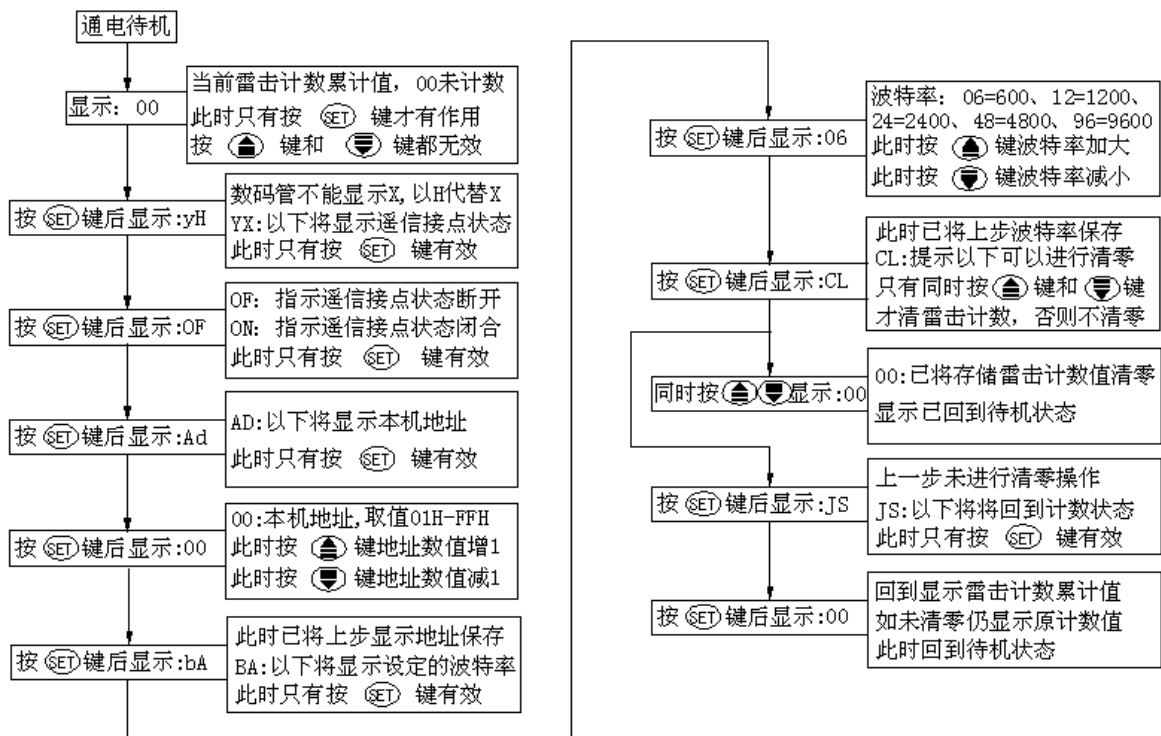 通电待机
显示: 00
当前雷击计数累计值, 00未计数
此时只有按 SET 键才有作用
按 键和 键都无效
按 SET 键后显示:yH
数码管不能显示X,以H代替X
YX:以下将显示遥信接点状态
此时只有按 SET 键有效
按 SET 键后显示:OF
OF: 指示遥信接点状态断开
ON: 指示遥信接点状态闭合
此时只有按 SET 键有效
按 SET 键后显示:Ad
AD:以下将显示本机地址
此时只有按 SET 键有效
按 SET 键后显示:00
00:本机地址,取值01H-FFH
此时按 键地址数值增1
此时按 键地址数值减1
按 SET 键后显示:bA
此时已将上步显示地址保存
BA:以下将显示设定的波特率
此时只有按 SET 键有效
按 SET 键后显示:06
波特率: 06=600、12=1200、
24=2400、48=4800、96=9600
此时按 键波特率加大
此时按 键波特率减小
按 SET 键后显示:CL
此时已将上步波特率保存
CL:提示以下可以进行清零
只有同时按 键和 键
才清雷击计数, 否则不清零
同时按 显示:00
00:已将存储雷击计数值清零
显示已回到待机状态
按 SET 键后显示:JS
上一步未进行清零操作
JS:以下将将回到计数状态
此时只有按 SET 键有效
按 SET 键后显示:00
回到显示雷击计数累计值
如未清零仍显示原计数值
此时回到待机状态